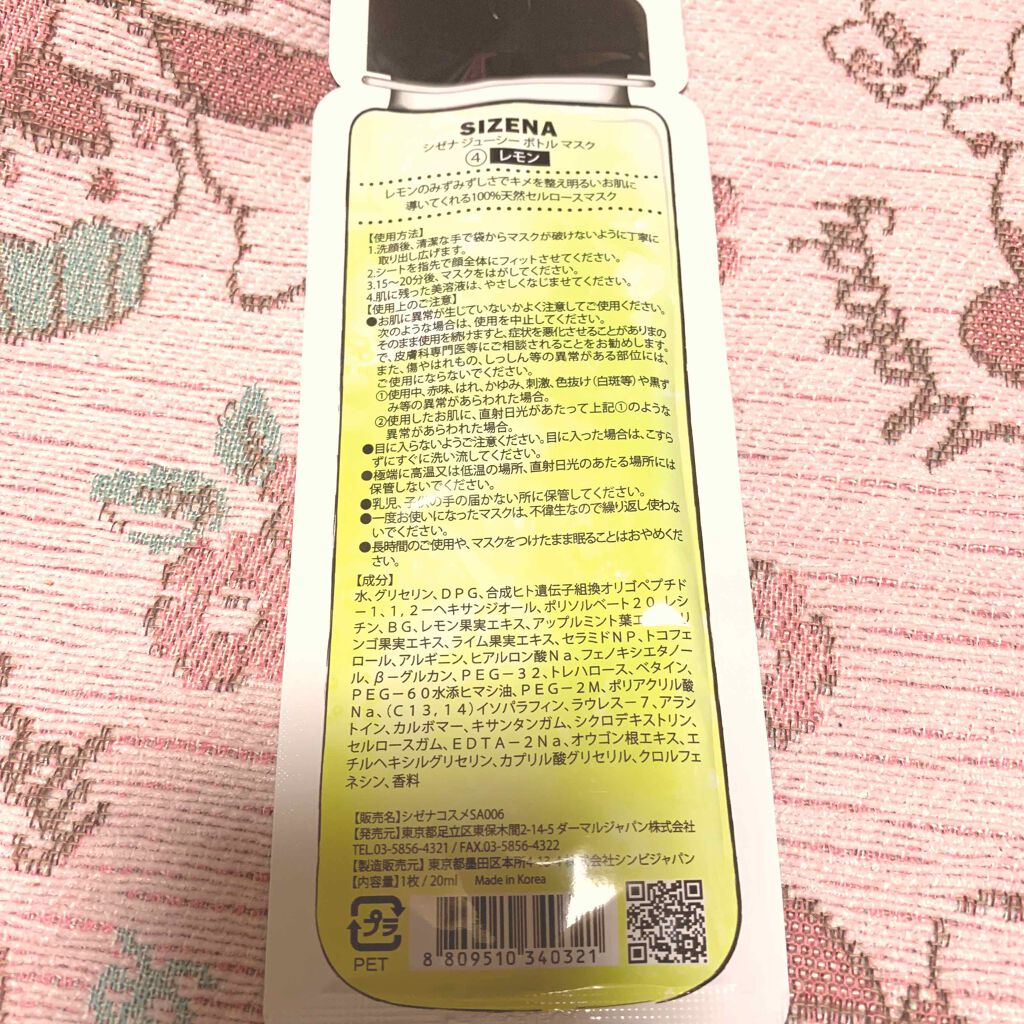 SIZENA
シゼナ ジューシー ボトル マスク
④ レモン
レモンのみずみずしさでキメを整え明るいお肌に
導いてくれる100%天然セルロースマスク
【使用方法】
1.洗顔後、清潔な手で袋からマスクが破けないように丁寧に
取り出し広げます。
2.シートを指先で顔全体にフィットさせてください。
3.15〜20分後、マスクをはがしてください。
4.肌に残った美溶液は、やさしくなじませてください。
【使用上のご注意】
●お肌に異常が生じていないかよく注意してご使用ください。
次のような場合は、使用を中止してください。
そのまま使用を続けますと、症状を悪化させることがありまの
で、皮膚科専門医等にご相談されることをお勧めします。
また、傷やはれもの、しっしん等の異常がある部位には、
ご使用にならないでください。
①使用中、赤味、はれ、かゆみ、刺激、色抜け(白斑等)や黒ず
み等の異常があらわれた場合。
②使用したお肌に、直射日光があたって上記①のような
異常があらわれた場合。
●目に入らないようご注意ください。目に入った場合は、こすら
ずにすぐに洗い流してください。
●極端に高温又は低温の場所、直射日光のあたる場所には
保管しないでください。
●乳児、子供の手の届かない所に保管してください。
●一度お使いになったマスクは、不徫生なので繰り返し使わな
いでください。
●長時間のご使用や、マスクをつけたまま眠ることはおやめくだ
さい。
【成分】
水、グリセリン、DPG、合成ヒト遺伝子組換オリゴペプチド
－1、1,2－ヘキサンジオール、ポリソルベート20、レシ
チン、BG、レモン果実エキス、アップルミント葉エ リ
ンゴ果実エキス、ライム果実エキス、セラミドNP、トコフェ
ロール、アルギニン、ヒアルロン酸Na、フェノキシエタノー
ル、β－グルカン、PEG－32、トレハロース、ベタイン、
PEG－60水添ヒマシ油、PEG－2M、ポリアクリル酸
Na、(C13,14)イソパラフィン、ラウレス－7、アラン
トイン、カルボマー、キサンタンガム、シクロデキストリン、
セルロースガム、EDTA－2Na、オウゴン根エキス、エ
チルヘキシルグリセリン、カプリル酸グリセリル、クロルフェ
ネシン、香料
【販売名】シゼナコスメSA006
【発売元】東京都足立区東保木間2-14-5 ダーマルジャパン株式会社
TEL.03-5856-4321 / FAX.03-5856-4322
【製造販売元】東京都墨田区本所 株式会社シンビジャパン
【内容量】1枚 / 20ml Made in Korea
プラ
PET
8 809510 340321